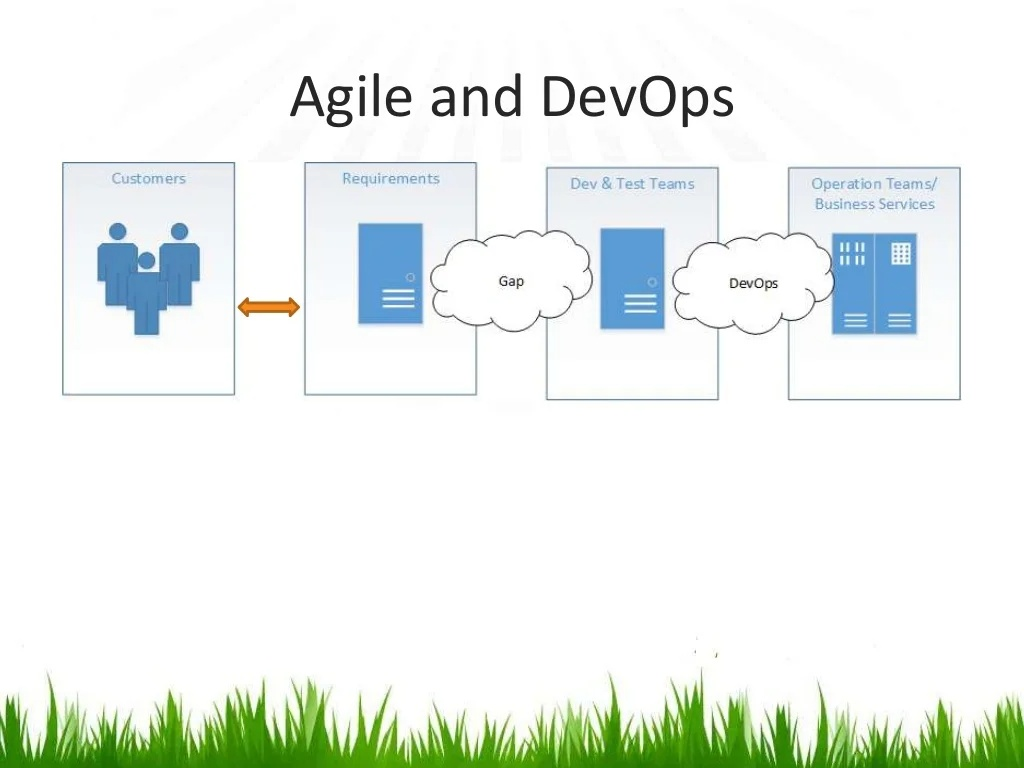 Agile and DevOps
Customers
Requirements
Dev & Test Teams
Operation Teams/
Business Services
Gap
DevOps